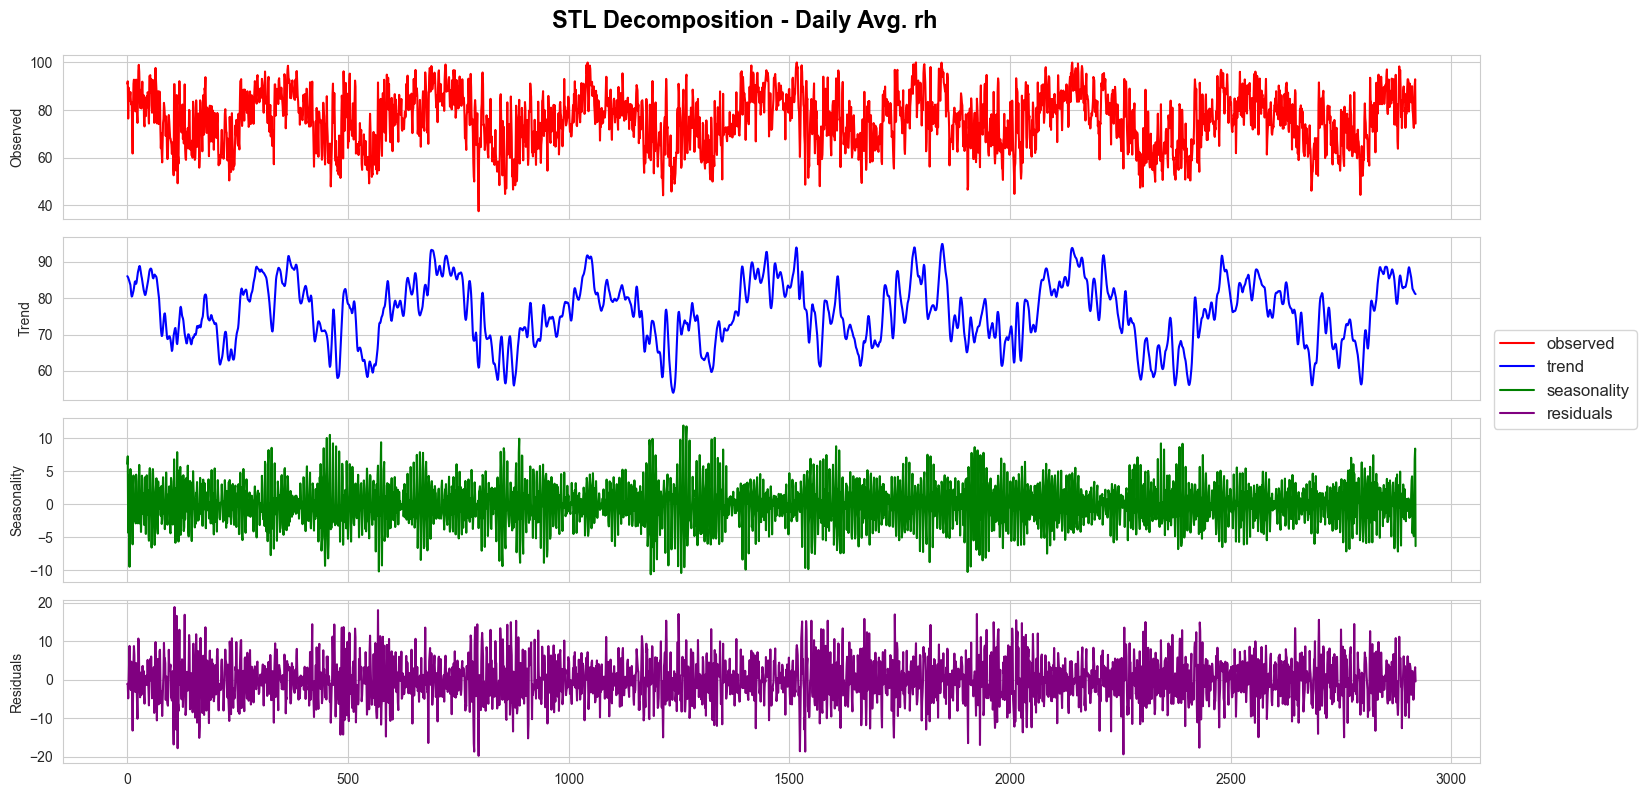 STL Decomposition - Daily Avg. rh
100
80
60
40
Observed
90
80
70
60
Trend
10
5
0
−5
−10
Seasonality
20
10
0
−10
−20
Residuals
0 500 1000 1500 2000 2500 3000
observed
trend
seasonality
residuals